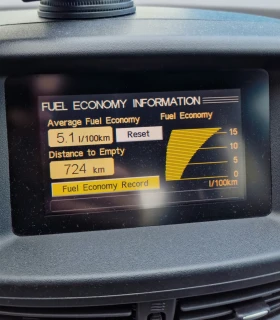 FUEL ECONOMY INFORMATION
Average Fuel Economy
5.1 l/100km
Reset
Distance to Empty
724 km
Fuel Economy Record
Fuel Economy
15
10
5
0
l/100km